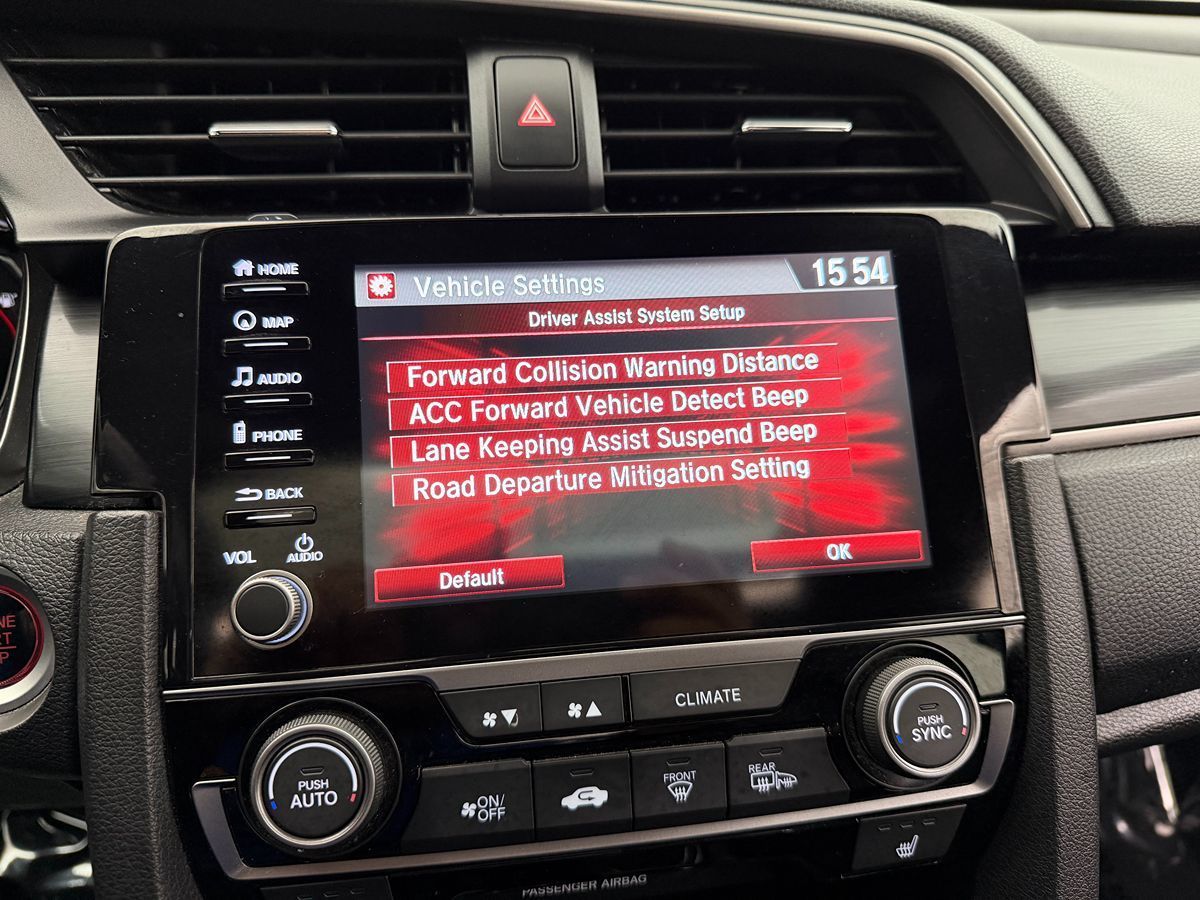 HOME
MAP
AUDIO
PHONE
BACK
VOL
AUDIO
Vehicle Settings
15 54
Driver Assist System Setup
Forward Collision Warning Distance
ACC Forward Vehicle Detect Beep
Lane Keeping Assist Suspend Beep
Road Departure Mitigation Setting
Default
OK
CLIMATE
PUSH
AUTO
ON/
OFF
FRONT
REAR
PUSH
SYNC
PASSENGER AIRBAG